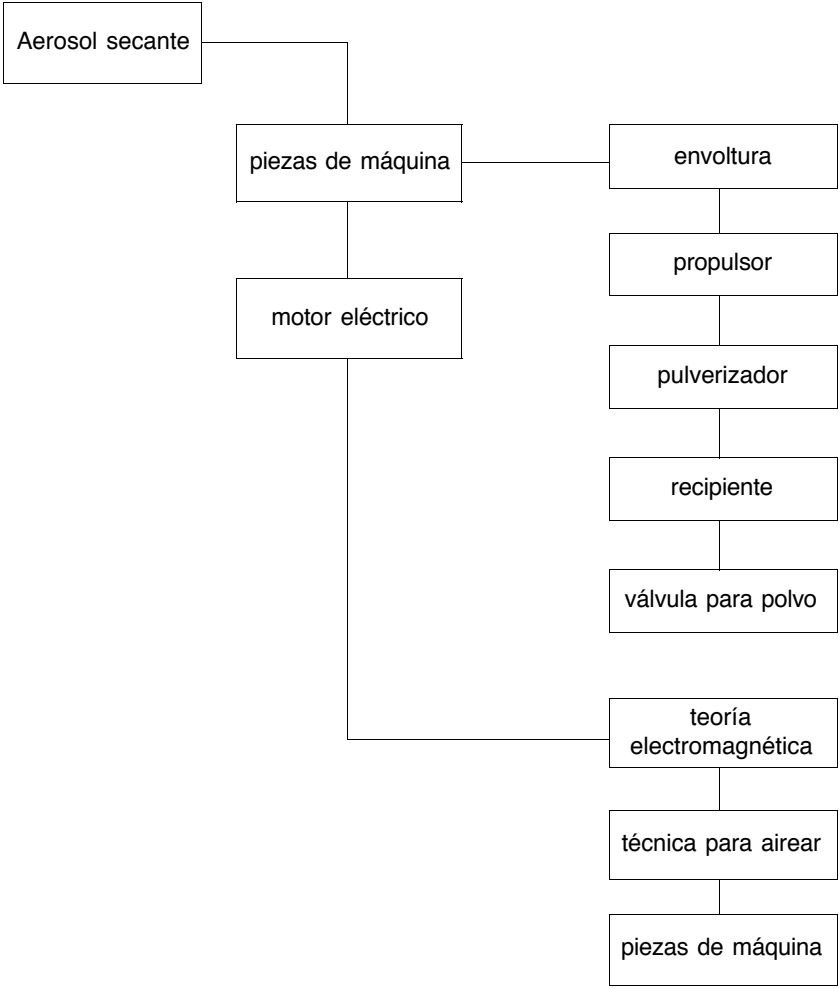 Aerosol secante
piezas de máquina
envoltura
propulsor
motor eléctrico
pulverizador
recipiente
válvula para polvo
teoría
electromagnética
técnica para airear
piezas de máquina